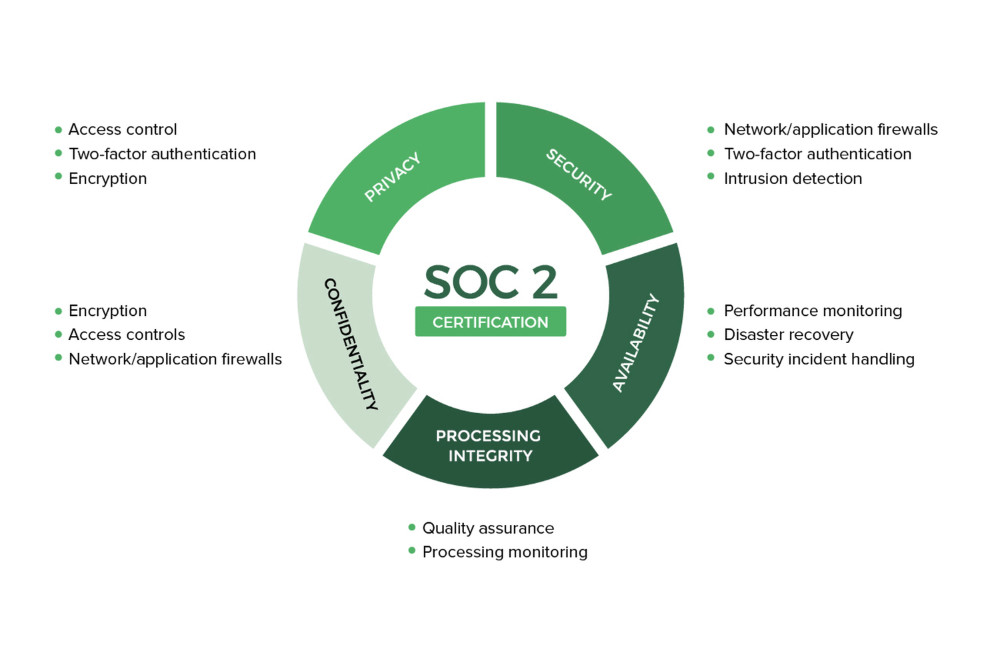 Access control
Two-factor authentication
Encryption
PRIVACY
SECURITY
Network/application firewalls
Two-factor authentication
Intrusion detection
SOC 2
CERTIFICATION
Encryption
Access controls
Network/application firewalls
CONFIDENTIALITY
AVAILABILITY
Performance monitoring
Disaster recovery
Security incident handling
PROCESSING
INTEGRITY
Quality assurance
Processing monitoring